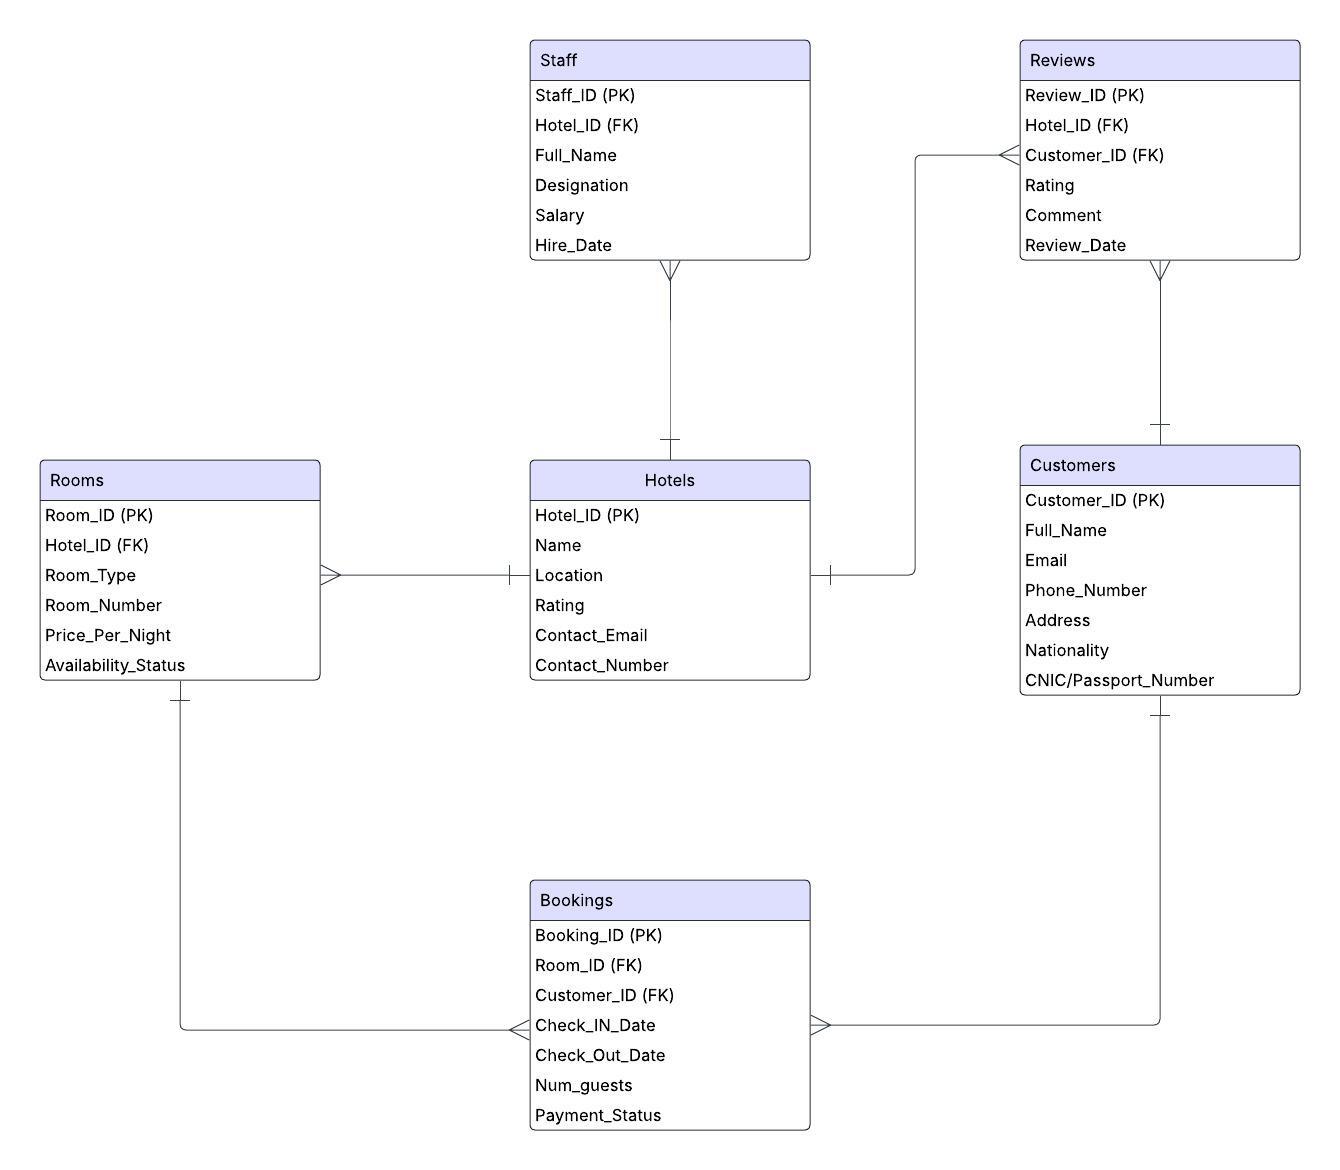 Staff
Staff_ID (PK)
Hotel_ID (FK)
Full_Name
Designation
Salary
Hire_Date
Reviews
Review_ID (PK)
Hotel_ID (FK)
Customer_ID (FK)
Rating
Comment
Review_Date
Rooms
Room_ID (PK)
Hotel_ID (FK)
Room_Type
Room_Number
Price_Per_Night
Availability_Status
Hotels
Hotel_ID (PK)
Name
Location
Rating
Contact_Email
Contact_Number
Customers
Customer_ID (PK)
Full_Name
Email
Phone_Number
Address
Nationality
CNIC/Passport_Number
Bookings
Booking_ID (PK)
Room_ID (FK)
Customer_ID (FK)
Check_IN_Date
Check_Out_Date
Num_guests
Payment_Status